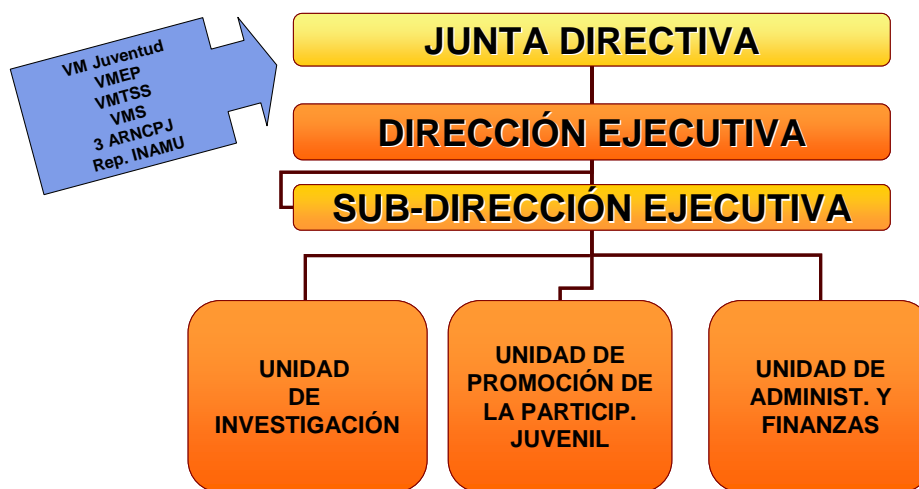 VM Juventud
VMEP
VMTSS
VMS
3 ARNCPJ
Rep. INAMU
JUNTA DIRECTIVA
DIRECCIÓN EJECUTIVA
SUB-DIRECCIÓN EJECUTIVA
UNIDAD
DE
INVESTIGACIÓN
UNIDAD DE
PROMOCIÓN DE
LA PARTICIP.
JUVENIL
UNIDAD DE
ADMINIST. Y
FINANZAS